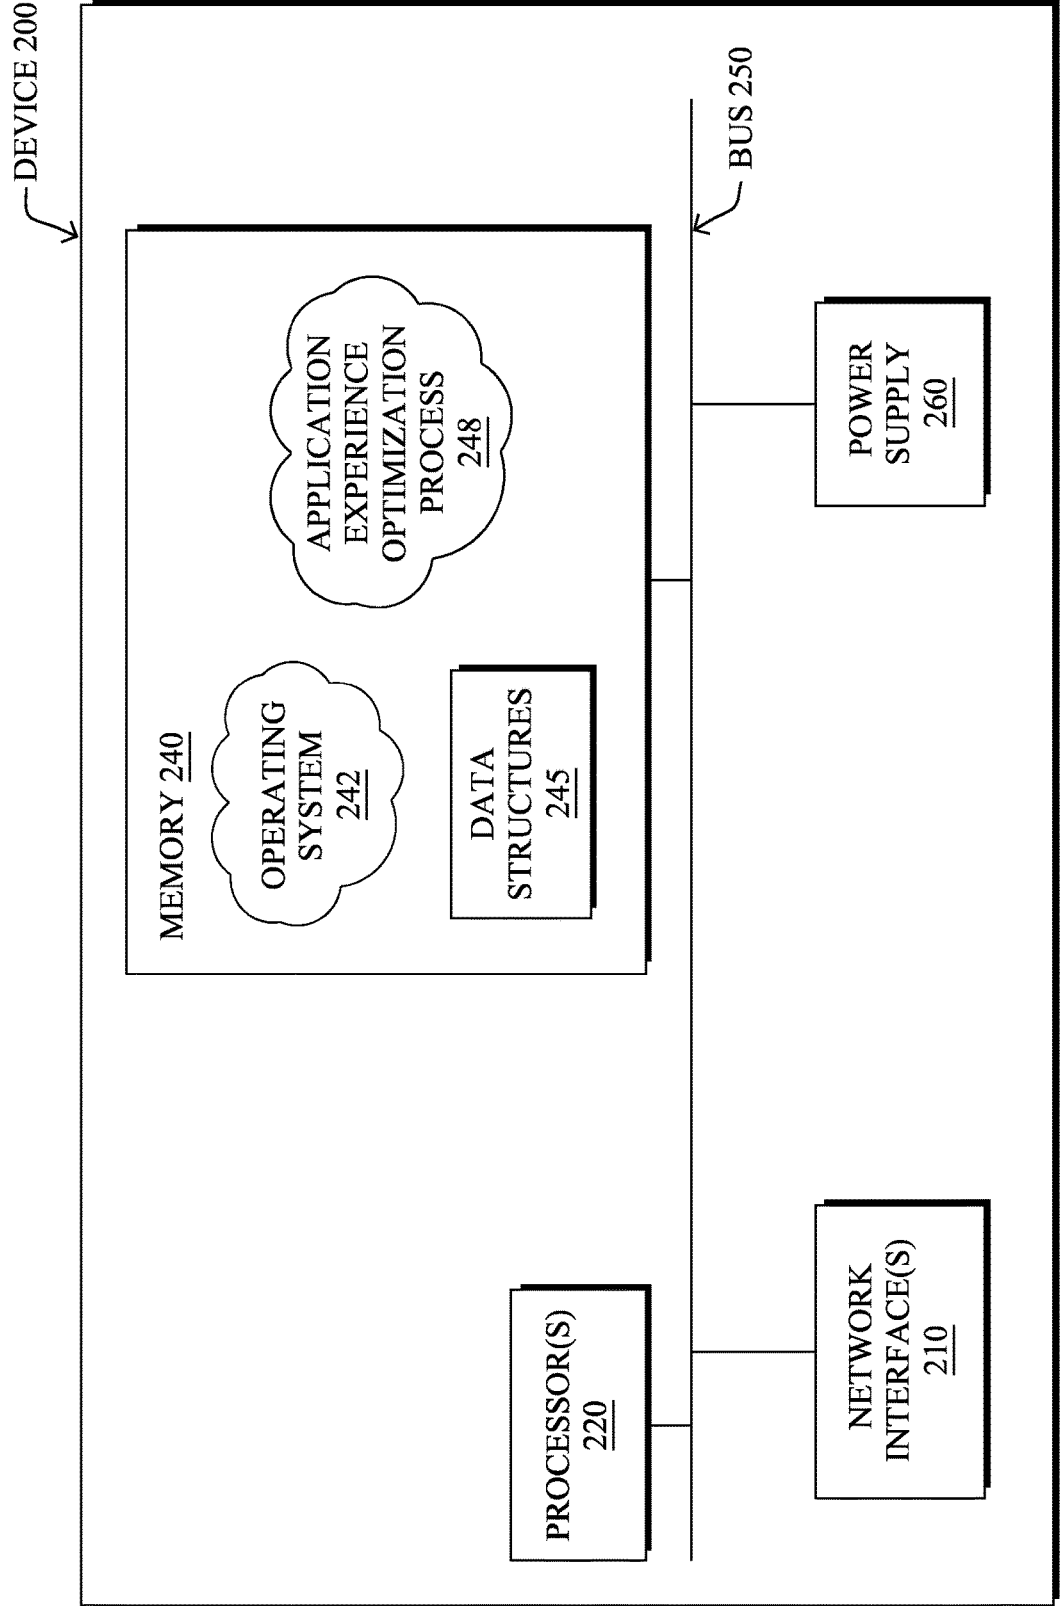 DEVICE 200
MEMORY 240
OPERATING
SYSTEM
242
DATA
STRUCTURES
245
APPLICATION
EXPERIENCE
OPTIMIZATION
PROCESS
248
PROCESSOR(S)
220
BUS 250
NETWORK
INTERFACE(S)
210
POWER
SUPPLY
260